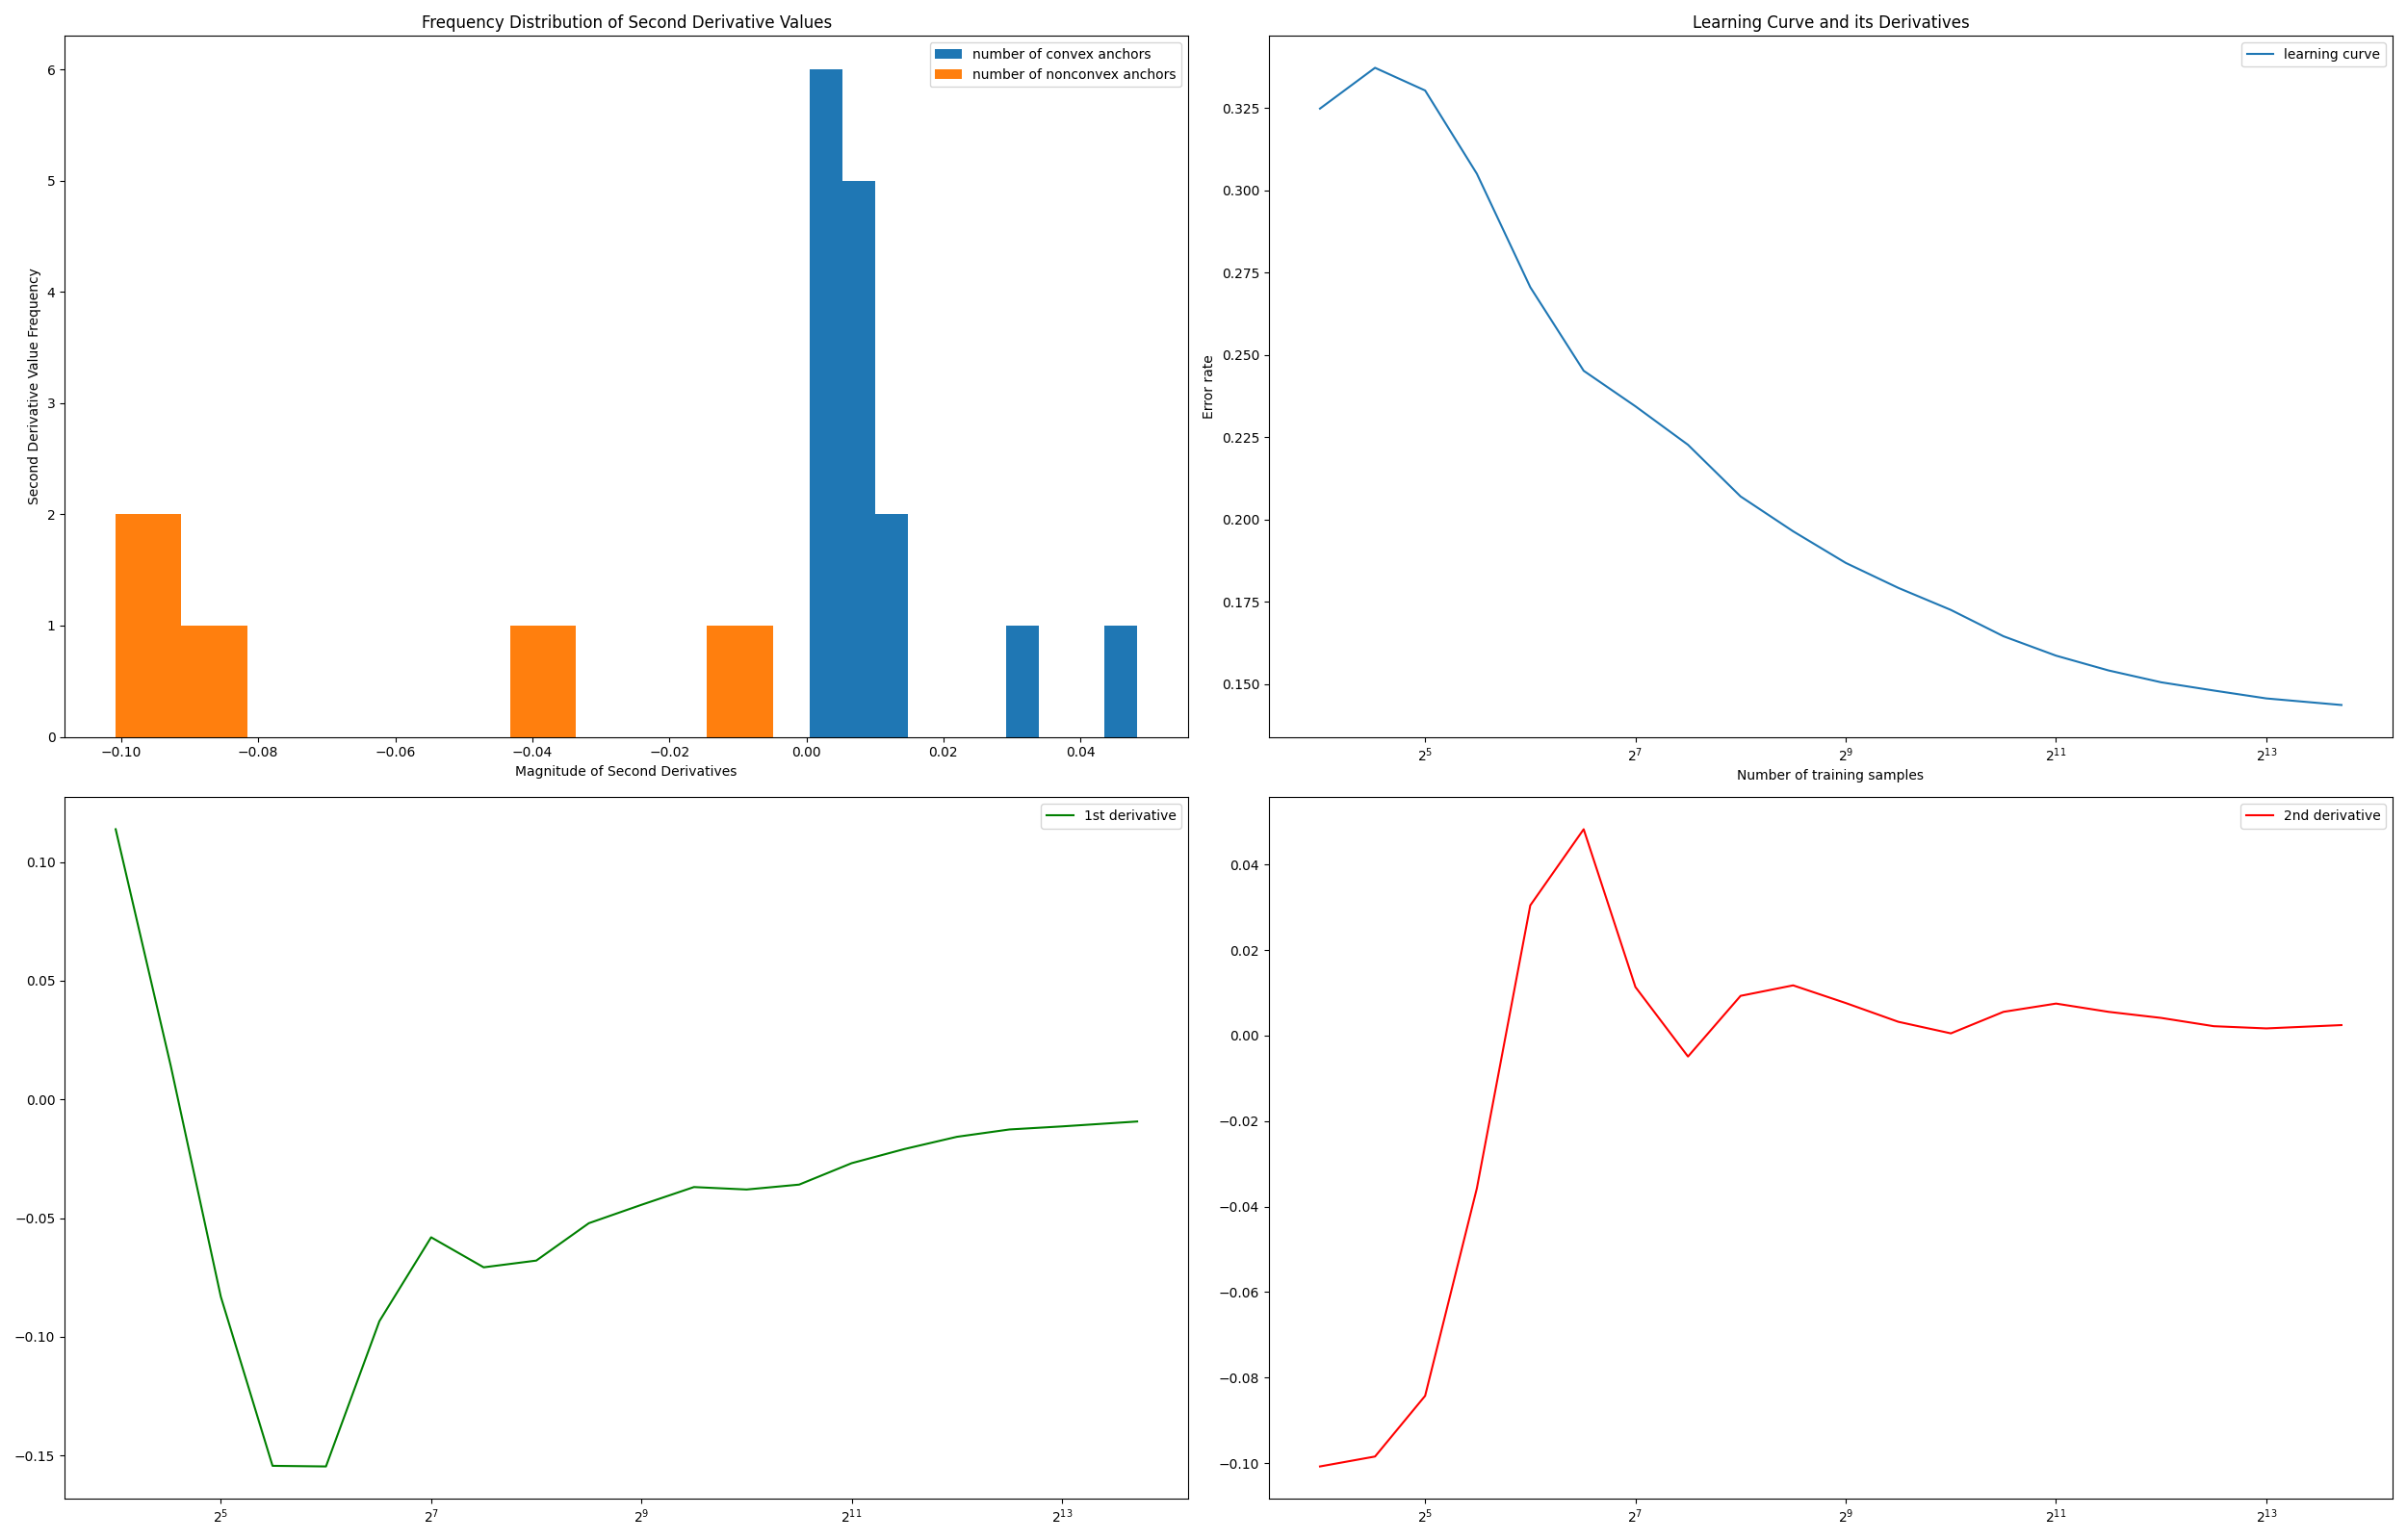 Frequency Distribution of Second Derivative Values
number of convex anchors
number of nonconvex anchors
Second Derivative Value Frequency
6
5
4
3
2
1
0
−0.10 −0.08 −0.06 −0.04 −0.02 0.00 0.02 0.04
Magnitude of Second Derivatives
Learning Curve and its Derivatives
learning curve
Error rate
0.325
0.300
0.275
0.250
0.225
0.200
0.175
0.150
2^5 2^7 2^9 2^11 2^13
Number of training samples
1st derivative
0.10
0.05
0.00
−0.05
−0.10
−0.15
2^5 2^7 2^9 2^11 2^13
2nd derivative
0.04
0.02
0.00
−0.02
−0.04
−0.06
−0.08
−0.10
2^5 2^7 2^9 2^11 2^13